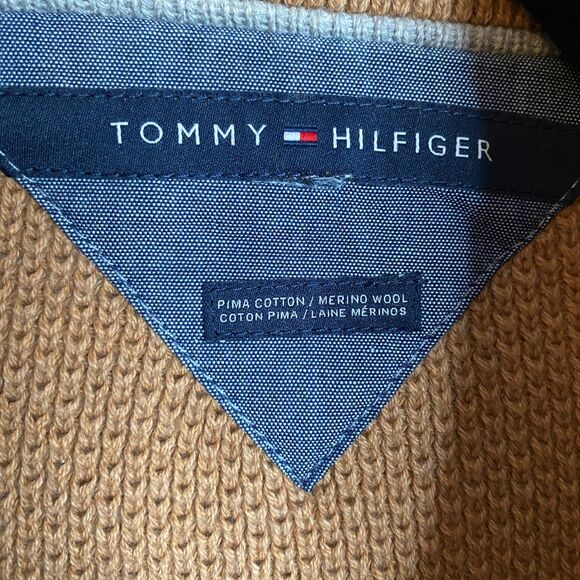 TOMMY HILFIGER
PIMA COTTON / MERINO WOOL
COTON PIMA / LAINE MÉRINOS